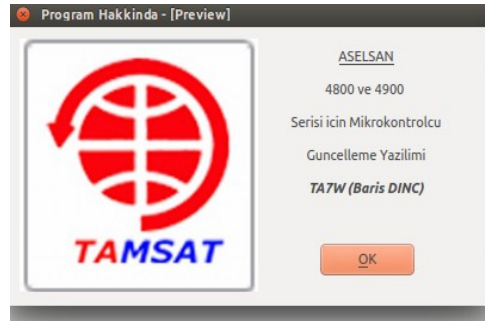 Program Hakkinda - [Preview]
ASELSAN
4800 ve 4900
Serisi icin Mikrokontrolcu
Guncelleme Yazilimi
TA7W (Baris DINC)
TAMSAT
OK